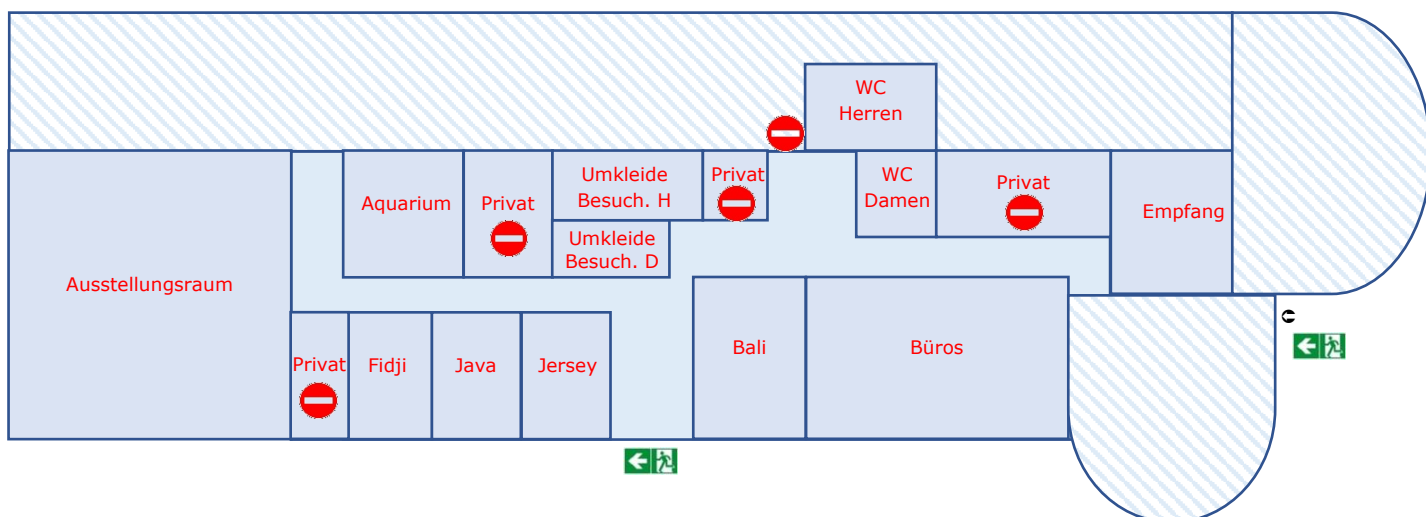 WC
Herren
Aquarium
Privat
Umkleide
Besuch. H
Privat
WC
Damen
Privat
Empfang
Umkleide
Besuch. D
Ausstellungsraum
Privat
Fidji
Java
Jersey
Bali
Büros